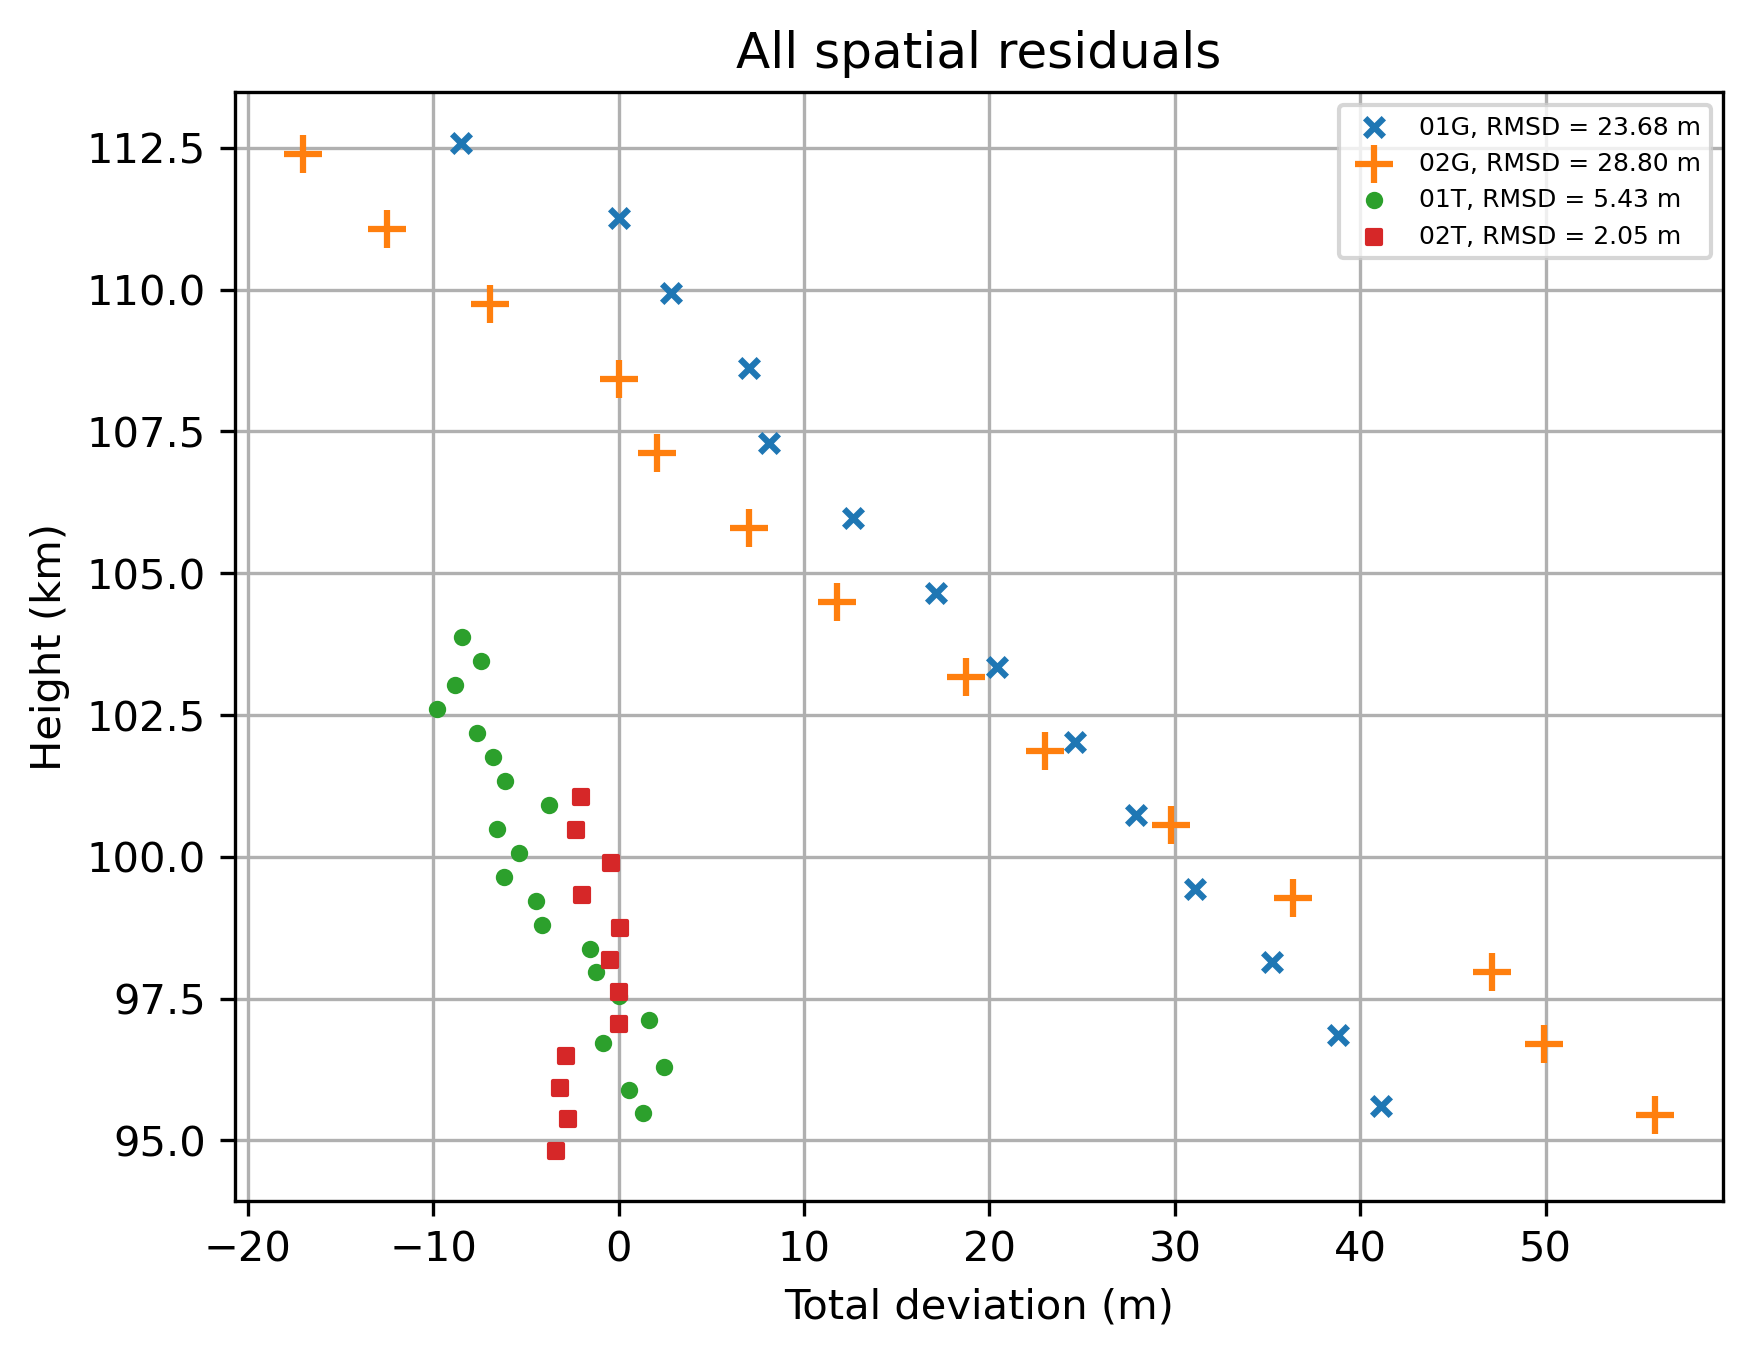 All spatial residuals
01G, RMSD = 23.68 m
02G, RMSD = 28.80 m
01T, RMSD = 5.43 m
02T, RMSD = 2.05 m
Height (km)
112.5
110.0
107.5
105.0
102.5
100.0
97.5
95.0
−20 −10 0 10 20 30 40 50
Total deviation (m)